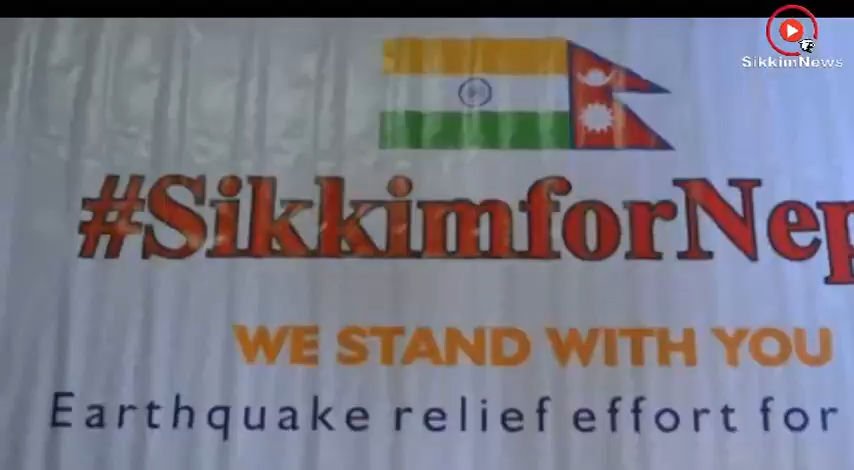 SikkimNews
#SikkimforNep
WE STAND WITH YOU
Earthquake relief effort for